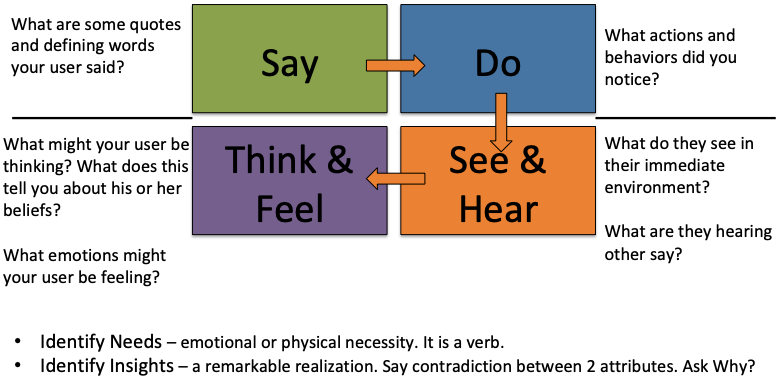 What are some quotes
and defining words
your user said?
Say
Do
What actions and
behaviors did you
notice?
What might your user be
thinking? What does this
tell you about his or her
beliefs?
What emotions might
your user be feeling?
Think &
Feel
See &
Hear
What do they see in
their immediate
environment?
What are they hearing
other say?
• Identify Needs – emotional or physical necessity. It is a verb.
• Identify Insights – a remarkable realization. Say contradiction between 2 attributes. Ask Why?